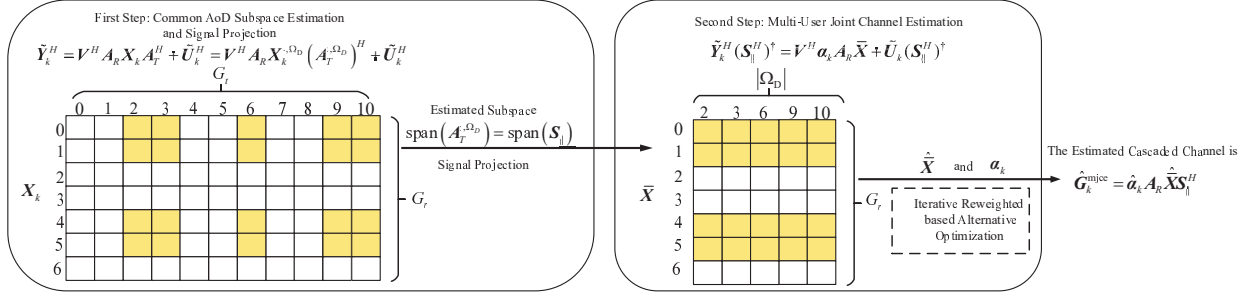 First Step: Common AoD Subspace Estimation
and Signal Projection
Ỹ_k^H = V^H A_R X_k A_T^H + Ũ_k^H = V^H A_R X_k^{:,Ω_D} (A_T^{:,Ω_D})^H + Ũ_k^H
G_t
0 1 2 3 4 5 6 7 8 9 10
0
1
2
3
4
5
6
X_k
G_r
Estimated Subspace
span(A_T^{:,Ω_D}) = span(S_∥)
Signal Projection
Second Step: Multi-User Joint Channel Estimation
Ỹ_k^H (S_∥^H)^† = V^H α_k A_R X̄ + Ũ_k (S_∥^H)^†
|Ω_D|
2 3 6 9 10
0
1
2
3
4
5
6
X̄
G_r
X̄̂ and α_k
Iterative Reweighted
based Alternative
Optimization
The Estimated Cascaded Channel is
Ĝ_k^{mjce} = α̂_k A_R X̄̂ S_∥^H